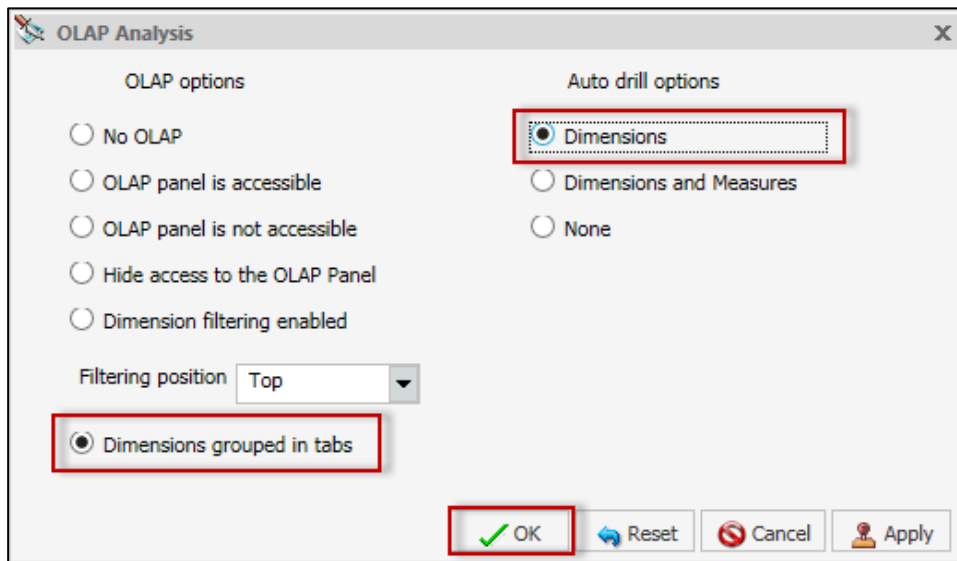 OLAP Analysis
OLAP options
No OLAP
OLAP panel is accessible
OLAP panel is not accessible
Hide access to the OLAP Panel
Dimension filtering enabled
Filtering position Top
Dimensions grouped in tabs
Auto drill options
Dimensions
Dimensions and Measures
None
OK Reset Cancel Apply